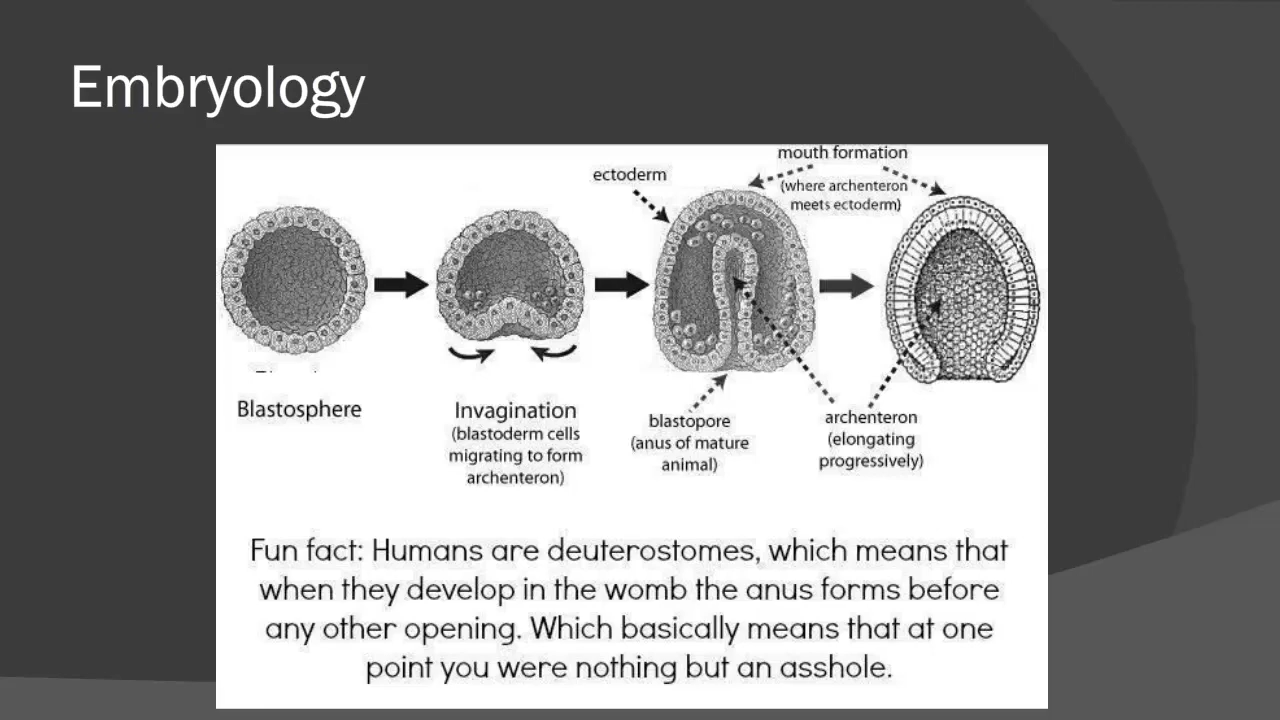 Embryology
mouth formation
(where archenteron
meets ectoderm)
ectoderm
Blastosphere
Invagination
(blastoderm cells
migrating to form
archenteron)
blastopore
(anus of mature
animal)
archenteron
(elongating
progressively)
Fun fact: Humans are deuterostomes, which means that
when they develop in the womb the anus forms before
any other opening. Which basically means that at one
point you were nothing but an asshole.